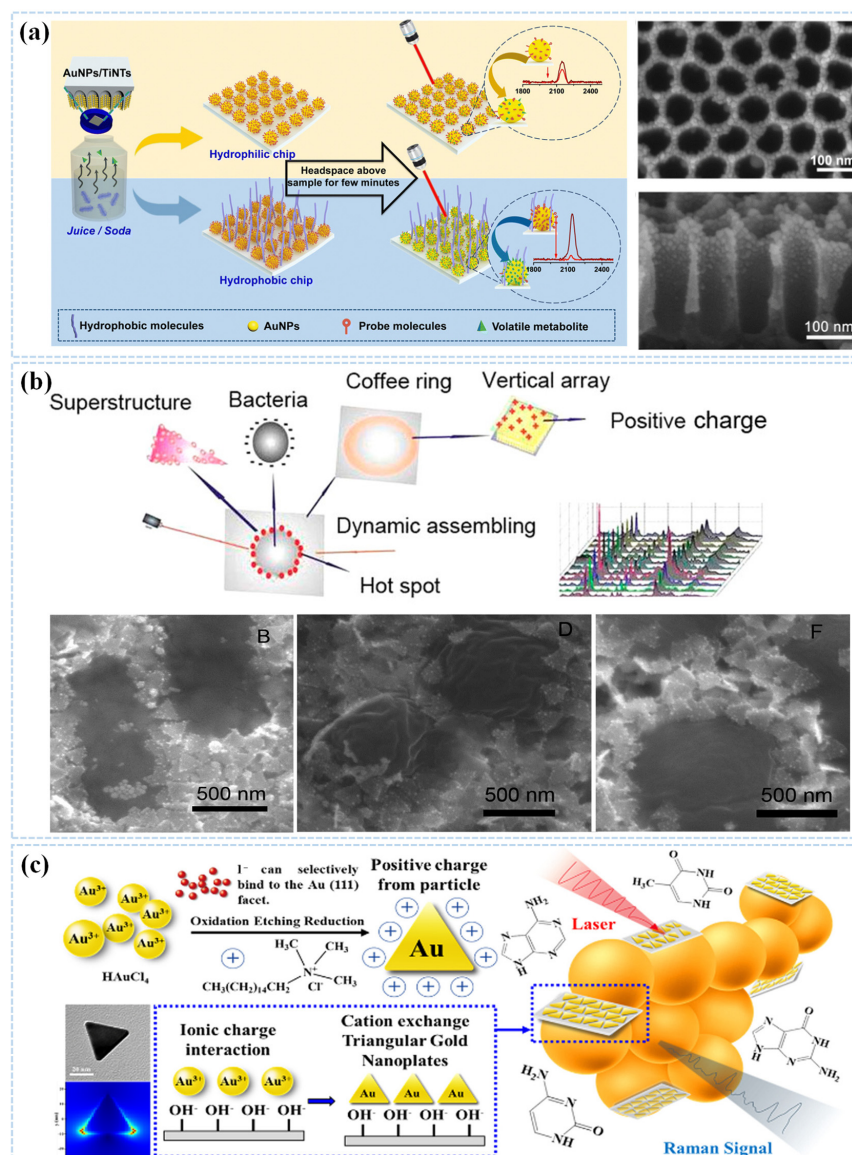 (a)
AuNPs/TiNTs
Juice / Soda
Hydrophilic chip
Headspace above
sample for few minutes
Hydrophobic chip
1800 2100 2400
1800 2100 2400
Hydrophobic molecules
AuNPs
Probe molecules
Volatile metabolite
100 nm
100 nm
(b)
Superstructure
Bacteria
Coffee ring
Vertical array
Positive charge
Dynamic assembling
Hot spot
B
500 nm
D
500 nm
F
500 nm
(c)
Au3+
Au3+
Au3+
Au3+
Au3+
Au3+
HAuCl4
I⁻ can selectively
bind to the Au (111)
facet.
Oxidation Etching Reduction
H3C
CH3
CH3
N+
Cl-
CH3(CH2)14CH2
Positive charge
from particle
Au
20 nm
Ionic charge
interaction
Au3+ Au3+ Au3+
OH- OH- OH- OH-
Cation exchange
Triangular Gold
Nanoplates
Au Au Au
OH- OH- OH- OH-
Laser
NH2
N
N
N
N
H
O
H3C
NH
N
H
O
H2N
N
NH
O
O
N
NH
N
H
N
NH2
Raman Signal